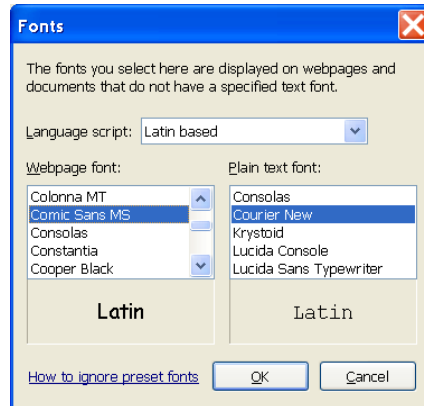 Fonts
The fonts you select here are displayed on webpages and
documents that do not have a specified text font.
Language script: Latin based
Webpage font:
Colonna MT
Comic Sans MS
Consolas
Constantia
Cooper Black
Latin
Plain text font:
Consolas
Courier New
Krystoid
Lucida Console
Lucida Sans Typewriter
Latin
How to ignore preset fonts
OK
Cancel